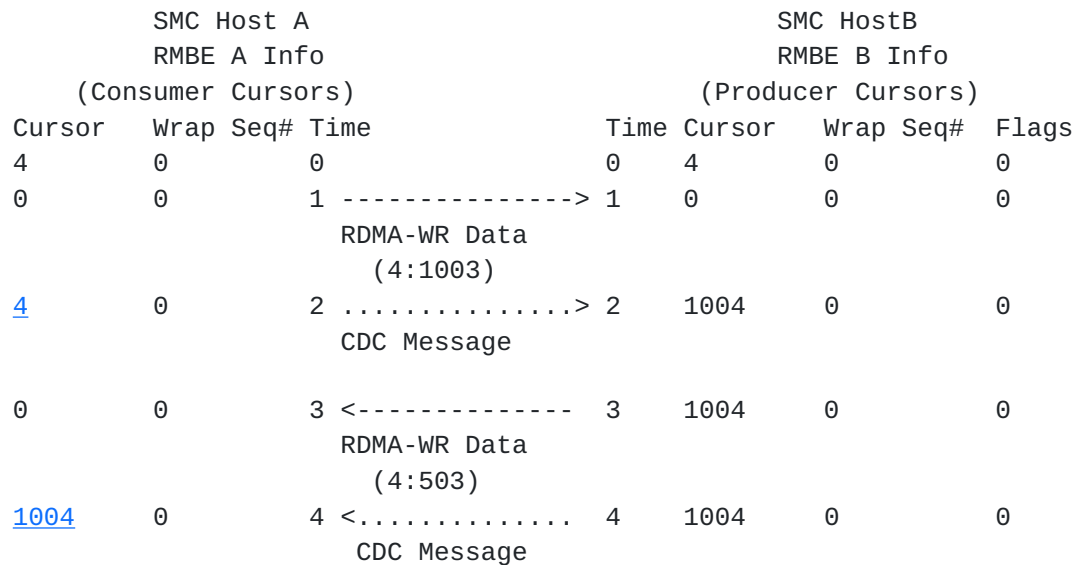 SMC Host A                              SMC HostB
RMBE A Info                             RMBE B Info
(Consumer Cursors)                      (Producer Cursors)
Cursor   Wrap Seq# Time               Time Cursor   Wrap Seq#  Flags
4        0         0                  0    4        0          0
0        0         1 ---------------> 1    0        0          0
RDMA-WR Data
(4:1003)
4        0         2 ...............> 2    1004     0          0
CDC Message
0        0         3 <--------------  3    1004     0          0
RDMA-WR Data
(4:503)
1004     0         4 <..............  4    1004     0          0
CDC Message